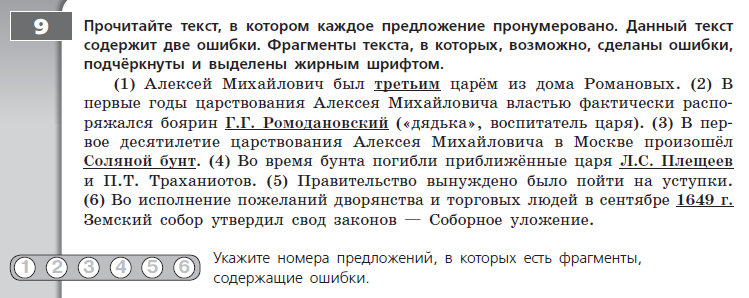 9
Прочитайте текст, в котором каждое предложение пронумеровано. Данный текст
содержит две ошибки. Фрагменты текста, в которых, возможно, сделаны ошибки,
подчёркнуты и выделены жирным шрифтом.
(1) Алексей Михайлович был третьим царём из дома Романовых. (2) В
первые годы царствования Алексея Михайловича властью фактически распо-
ряжался боярин Г.Г. Ромодановский («дядька», воспитатель царя). (3) В пер-
вое десятилетие царствования Алексея Михайловича в Москве произошёл
Соляной бунт. (4) Во время бунта погибли приближённые царя Л.С. Плещеев
и П.Т. Траханиотов. (5) Правительство вынуждено было пойти на уступки.
(6) Во исполнение пожеланий дворянства и торговых людей в сентябре 1649 г.
Земский собор утвердил свод законов — Соборное уложение.
1 2 3 4 5 6
Укажите номера предложений, в которых есть фрагменты,
содержащие ошибки.